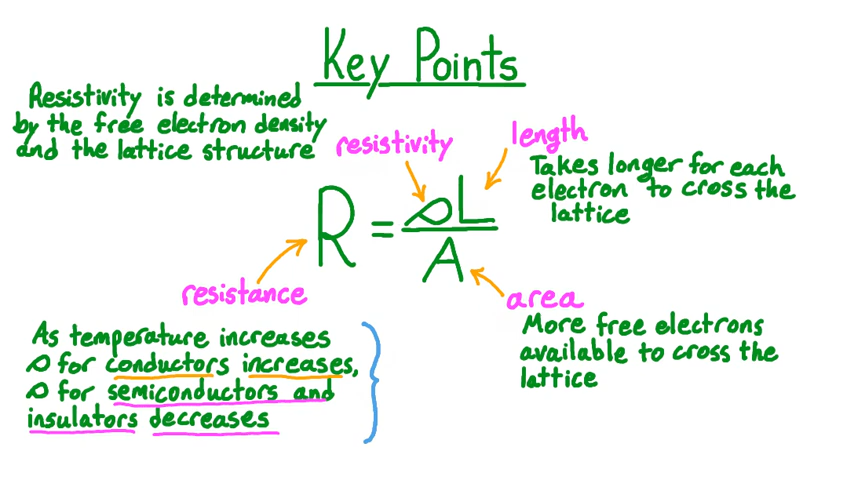 Key Points
Resistivity is determined
by the free electron density
and the lattice structure
resistivity
length
Takes longer for each
electron to cross the
lattice
R = ρL
A
resistance
area
As temperature increases
ρ for conductors increases,
ρ for semiconductors and
insulators decreases
More free electrons
available to cross the
lattice